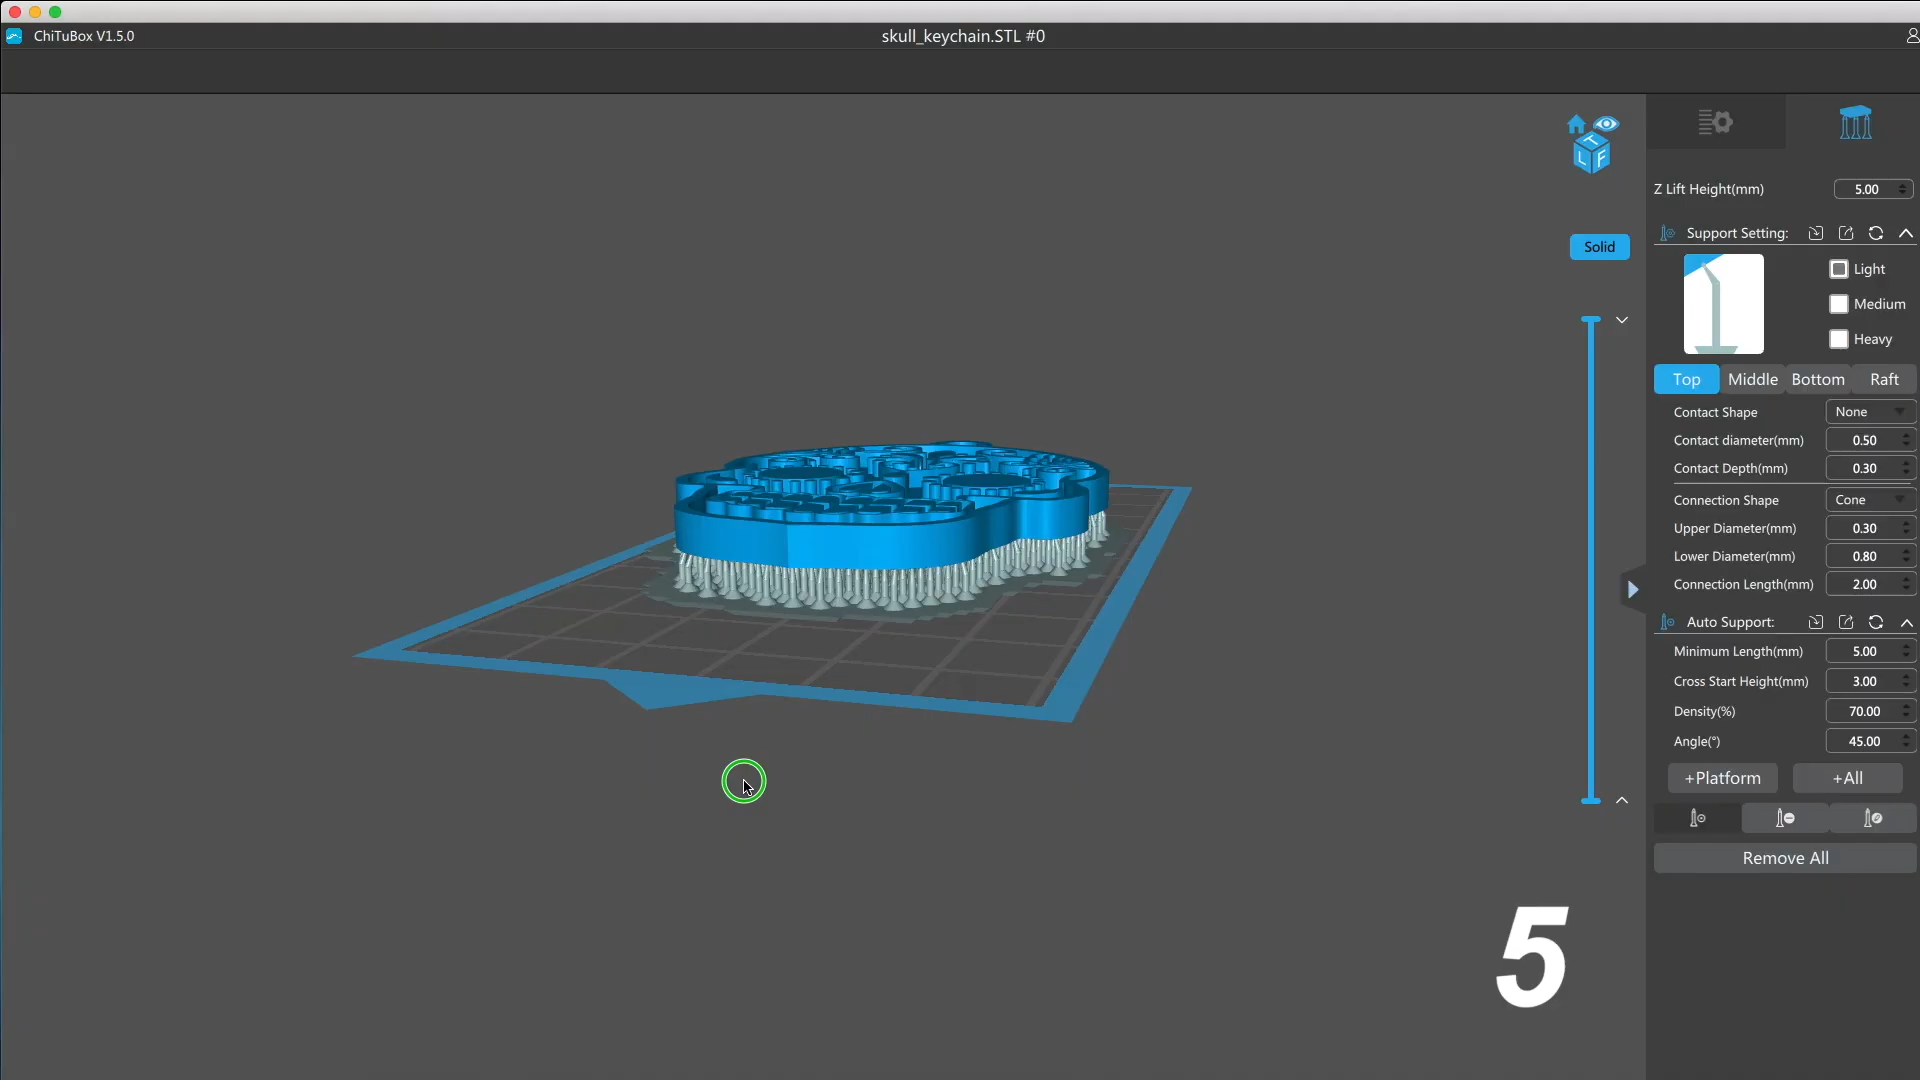 ChiTuBox V1.5.0
skull_keychain.STL #0
T
L F
Z Lift Height(mm) 5.00
Support Setting:
Solid
Light
Medium
Heavy
Top Middle Bottom Raft
Contact Shape None
Contact diameter(mm) 0.50
Contact Depth(mm) 0.30
Connection Shape Cone
Upper Diameter(mm) 0.30
Lower Diameter(mm) 0.80
Connection Length(mm) 2.00
Auto Support:
Minimum Length(mm) 5.00
Cross Start Height(mm) 3.00
Density(%) 70.00
Angle(°) 45.00
+Platform +All
Remove All
5